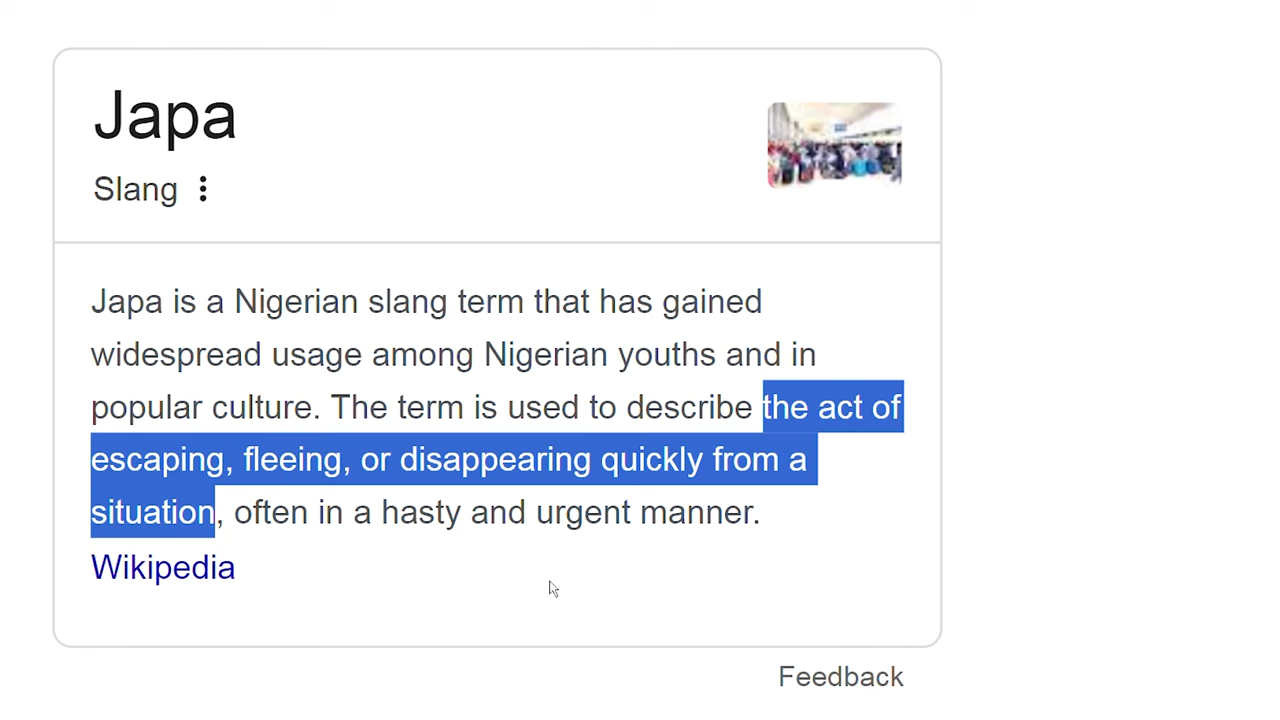 Japa
Slang
Japa is a Nigerian slang term that has gained
widespread usage among Nigerian youths and in
popular culture. The term is used to describe the act of
escaping, fleeing, or disappearing quickly from a
situation, often in a hasty and urgent manner.
Wikipedia
Feedback